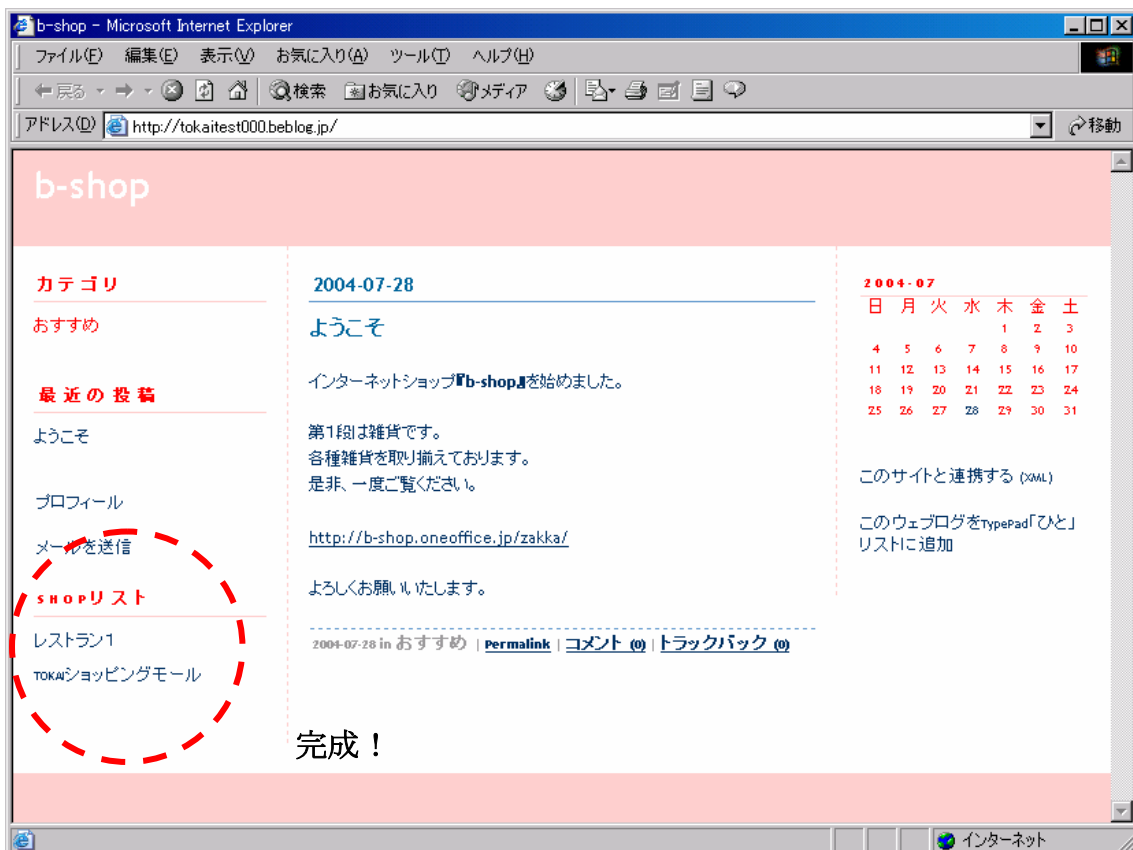 b-shop - Microsoft Internet Explorer
ファイル(F) 編集(E) 表示(V) お気に入り(A) ツール(T) ヘルプ(H)
戻る 検索 お気に入り メディア
アドレス(D) http://tokaitest000.beblog.jp/ 移動
b-shop
カテゴリ
おすすめ
最近の投稿
ようこそ
プロフィール
メールを送信
SHOPリスト
レストラン1
TOKAIショッピングモール
2004-07-28
ようこそ
インターネットショップ『b-shop』を始めました。
第1段は雑貨です。
各種雑貨を取り揃えております。
是非、一度ご覧ください。
http://b-shop.oneoffice.jp/zakka/
よろしくお願いいたします。
2004-07-28 in おすすめ | Permalink | コメント (0) | トラックバック (0)
完成！
2004-07
日 月 火 水 木 金 土
1 2 3
4 5 6 7 8 9 10
11 12 13 14 15 16 17
18 19 20 21 22 23 24
25 26 27 28 29 30 31
このサイトと連携する (XML)
このウェブログをTypePad「ひと」
リストに追加
インターネット